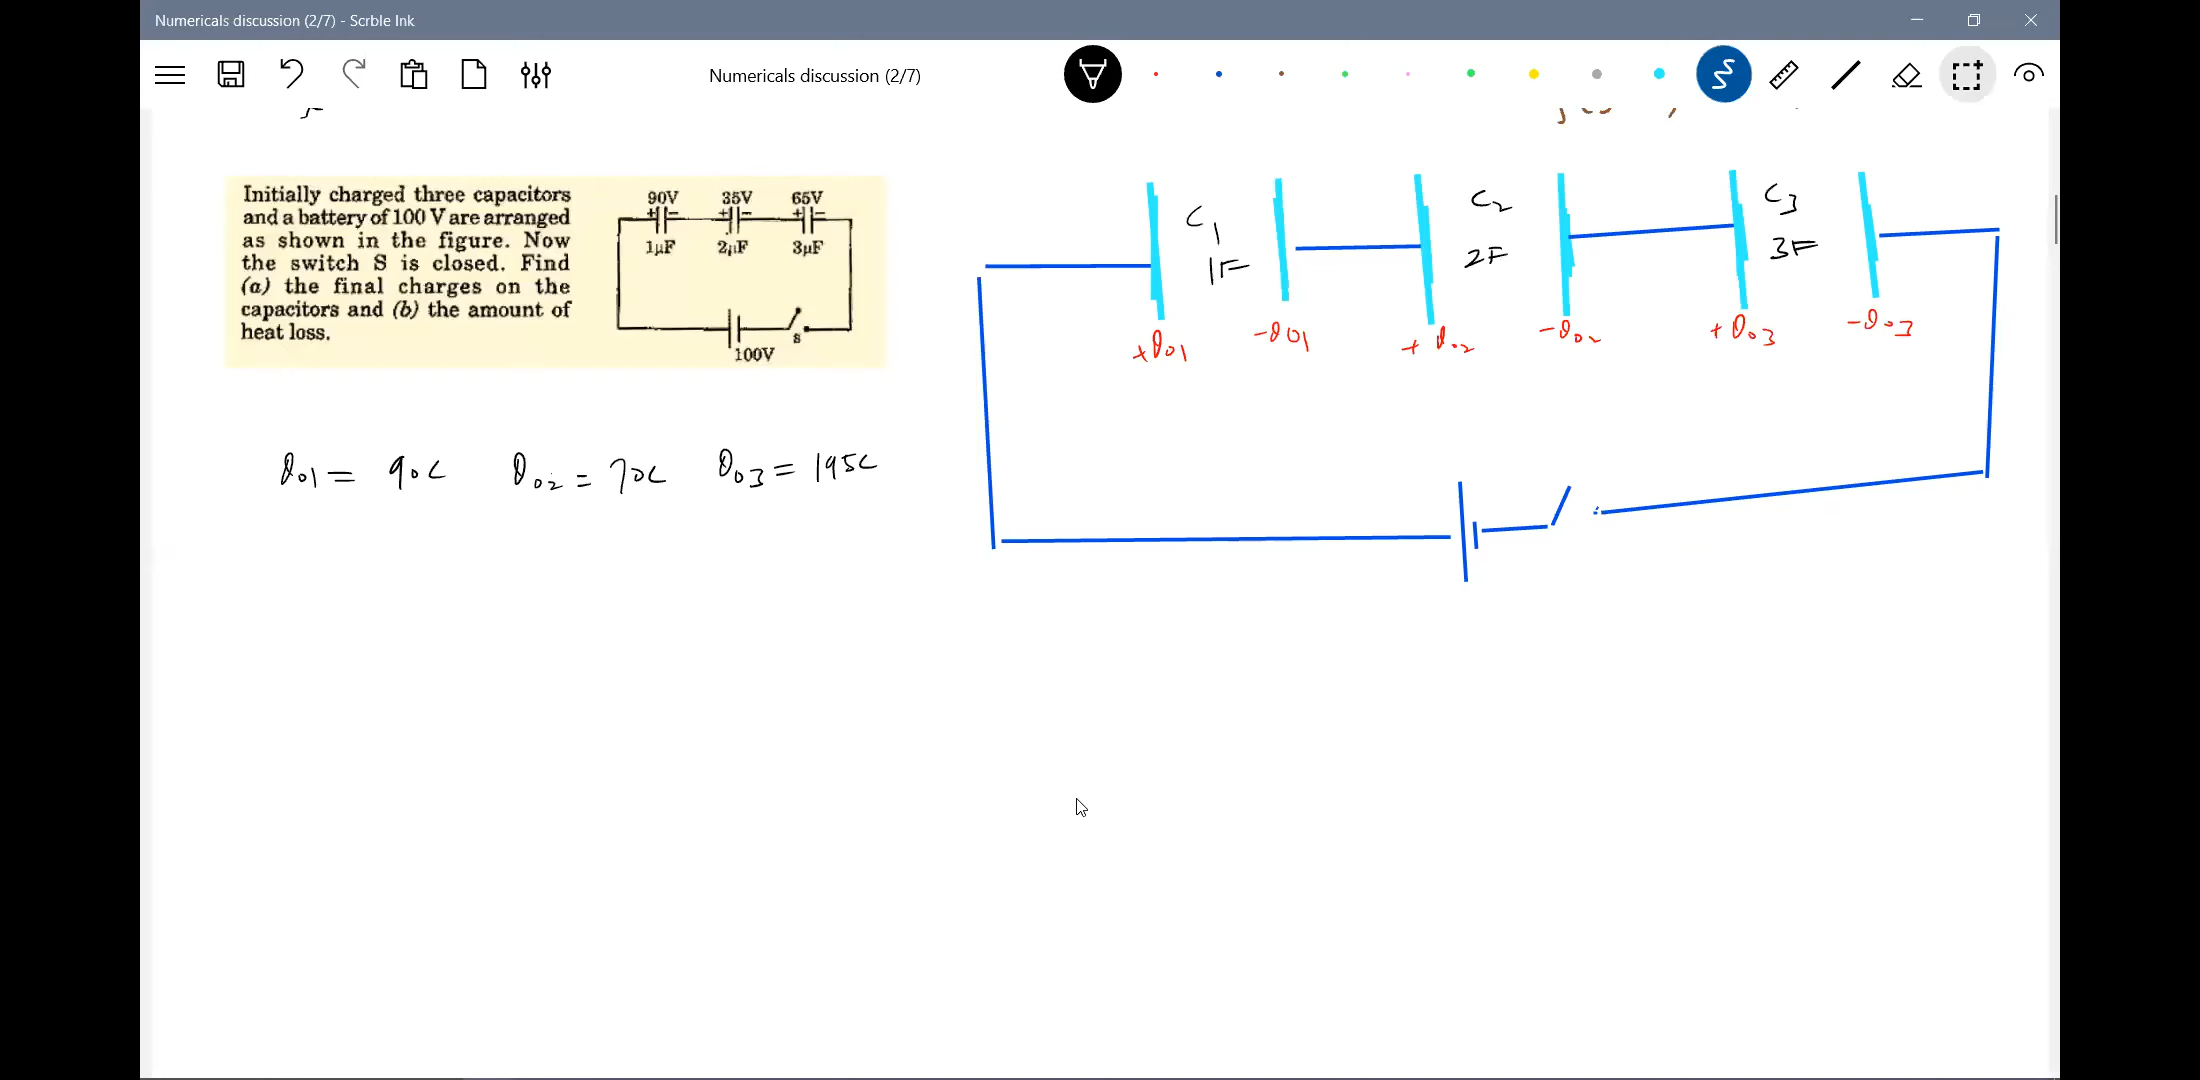 Numericals discussion (2/7) - Scrble Ink
Numericals discussion (2/7)
Initially charged three capacitors
and a battery of 100 V are arranged
as shown in the figure. Now
the switch S is closed. Find
(a) the final charges on the
capacitors and (b) the amount of
heat loss.
90V 35V 65V
+ - + - + -
1µF 2µF 3µF
s
100V
C1 C2 C3
1F 2F 3F
+Q01 -Q01 +Q02 -Q02 +Q03 -Q03
Q01 = 90C Q02 = 70C Q03 = 195C